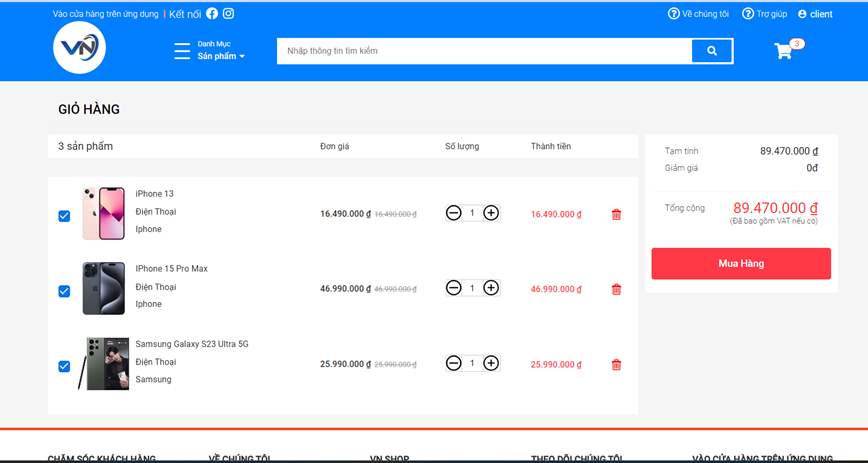 Vào cửa hàng trên ứng dụng | Kết nối
Về chúng tôi Trợ giúp client
VN
Danh Mục
Sản phẩm
Nhập thông tin tìm kiếm
3
GIỎ HÀNG
3 sản phẩm Đơn giá Số lượng Thành tiền
iPhone 13
Điện Thoại
Iphone
16.490.000 ₫ 16.490.000 ₫ 1 16.490.000 ₫
IPhone 15 Pro Max
Điện Thoại
Iphone
46.990.000 ₫ 46.990.000 ₫ 1 46.990.000 ₫
Samsung Galaxy S23 Ultra 5G
Điện Thoại
Samsung
25.990.000 ₫ 25.990.000 ₫ 1 25.990.000 ₫
Tạm tính 89.470.000 ₫
Giảm giá 0đ
Tổng cộng 89.470.000 ₫
(Đã bao gồm VAT nếu có)
Mua Hàng
CHĂM SÓC KHÁCH HÀNG VỀ CHÚNG TÔI VN SHOP THEO DÕI CHÚNG TÔI VÀO CỬA HÀNG TRÊN ỨNG DỤNG